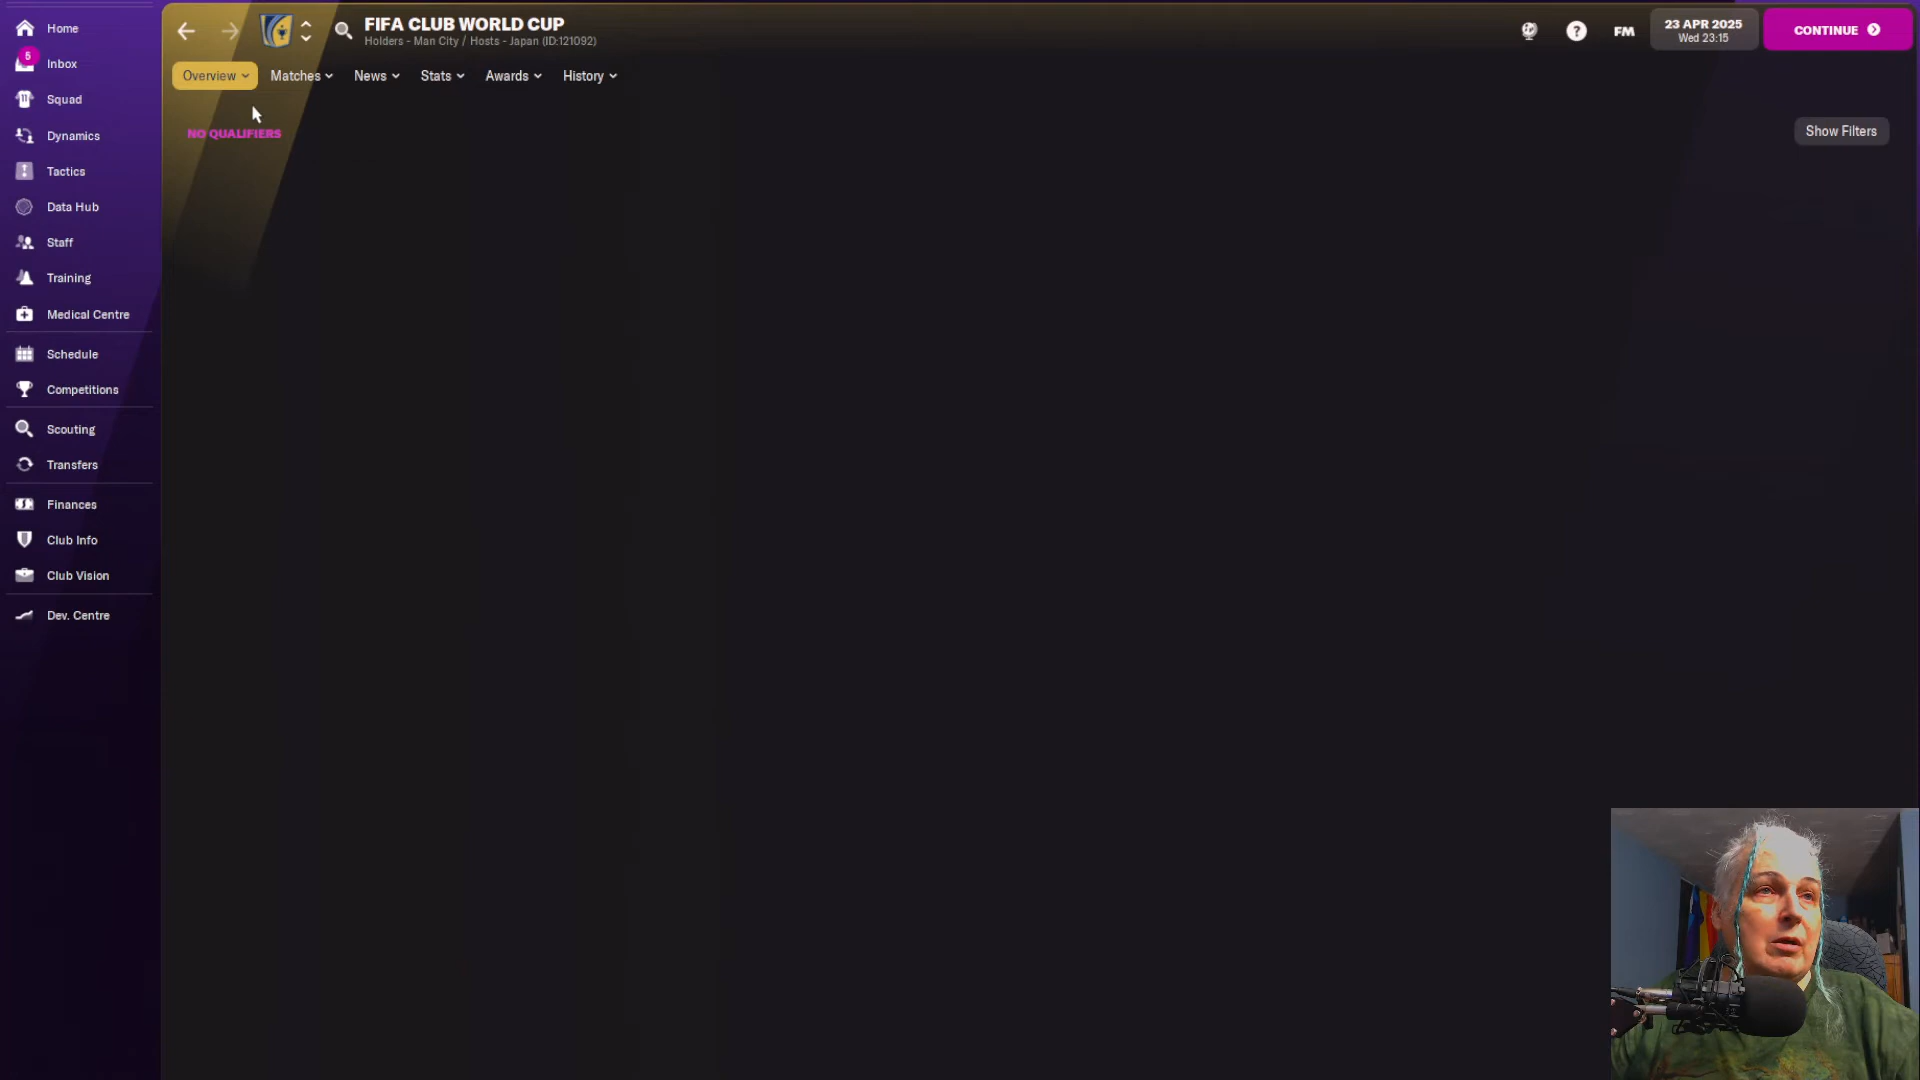 Home
6
Inbox
Squad
Dynamics
Tactics
Data Hub
Staff
Training
Medical Centre
Schedule
Competitions
Scouting
Transfers
Finances
Club Info
Club Vision
Dev. Centre
FIFA CLUB WORLD CUP
Holders - Man City / Hosts - Japan (ID:121092)
?
FM
23 APR 2025
Wed 23:15
CONTINUE
Overview
Matches
News
Stats
Awards
History
NO QUALIFIERS
Show Filters